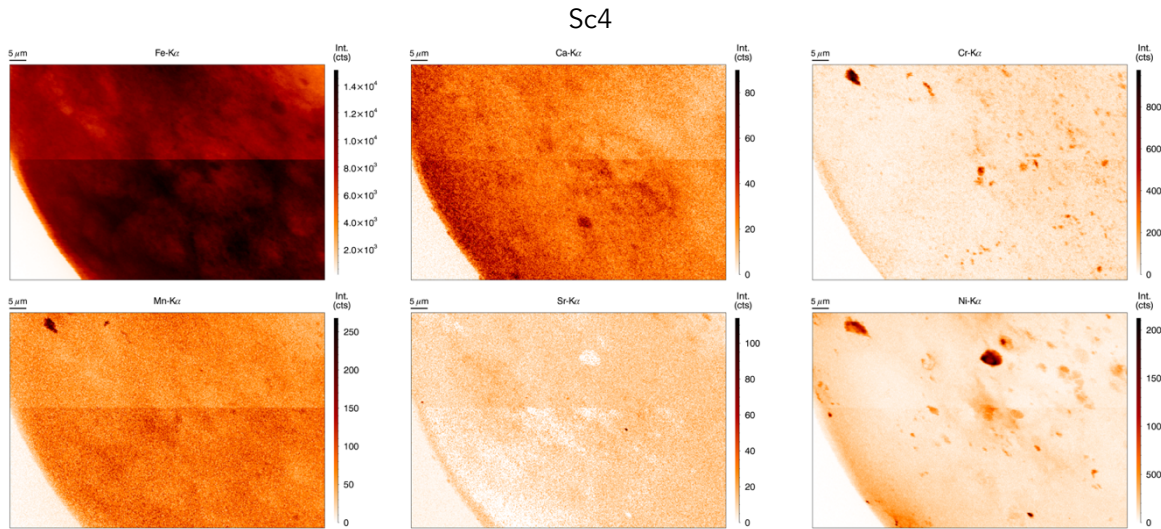 Sc4
5 μm
Fe-Kα
Int.
(cts)
1.4×10⁴
1.2×10⁴
1.0×10⁴
8.0×10³
6.0×10³
4.0×10³
2.0×10³
5 μm
Ca-Kα
Int.
(cts)
80
60
40
20
0
5 μm
Cr-Kα
Int.
(cts)
800
600
400
200
0
5 μm
Mn-Kα
Int.
(cts)
250
200
150
100
50
0
5 μm
Sr-Kα
Int.
(cts)
100
80
60
40
20
0
5 μm
Ni-Kα
Int.
(cts)
200
150
200
100
50
0